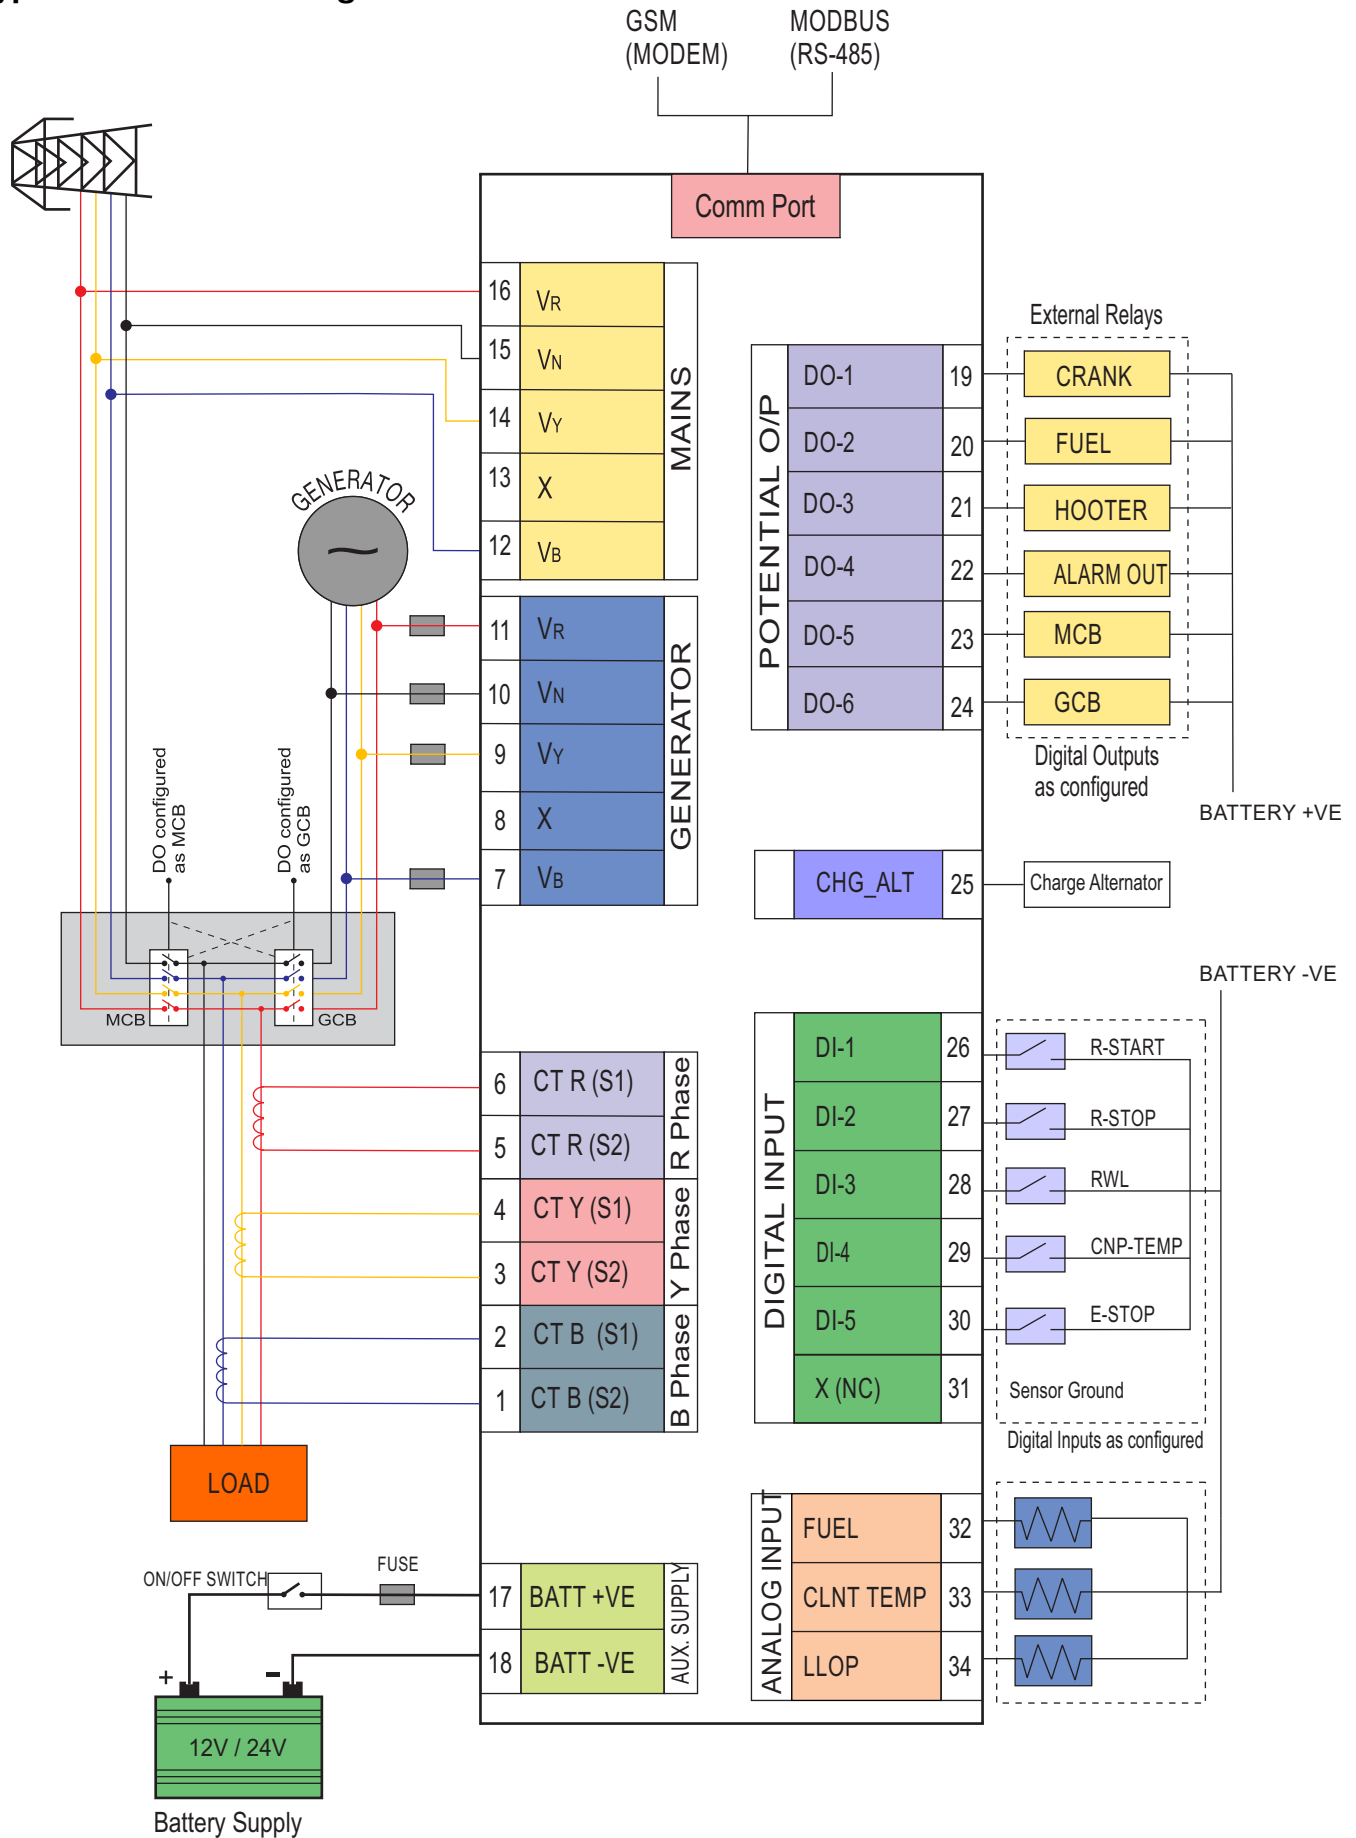 GSM
(MODEM)
MODBUS
(RS-485)
Comm Port
16
VR
15
VN
14
VY
13
X
12
VB
MAINS
GENERATOR
11
VR
10
VN
9
VY
8
X
7
VB
GENERATOR
DO configured
as MCB
DO configured
as GCB
MCB
GCB
6
CT R (S1)
5
CT R (S2)
R Phase
4
CT Y (S1)
3
CT Y (S2)
Y Phase
2
CT B (S1)
1
CT B (S2)
B Phase
LOAD
ON/OFF SWITCH
FUSE
17
BATT +VE
18
BATT -VE
AUX. SUPPLY
+
-
12V / 24V
Battery Supply
External Relays
POTENTIAL O/P
DO-1
19
CRANK
DO-2
20
FUEL
DO-3
21
HOOTER
DO-4
22
ALARM OUT
DO-5
23
MCB
DO-6
24
GCB
Digital Outputs
as configured
BATTERY +VE
CHG_ALT
25
Charge Alternator
BATTERY -VE
DIGITAL INPUT
DI-1
26
R-START
DI-2
27
R-STOP
DI-3
28
RWL
DI-4
29
CNP-TEMP
DI-5
30
E-STOP
X (NC)
31
Sensor Ground
Digital Inputs as configured
ANALOG INPUT
FUEL
32
CLNT TEMP
33
LLOP
34